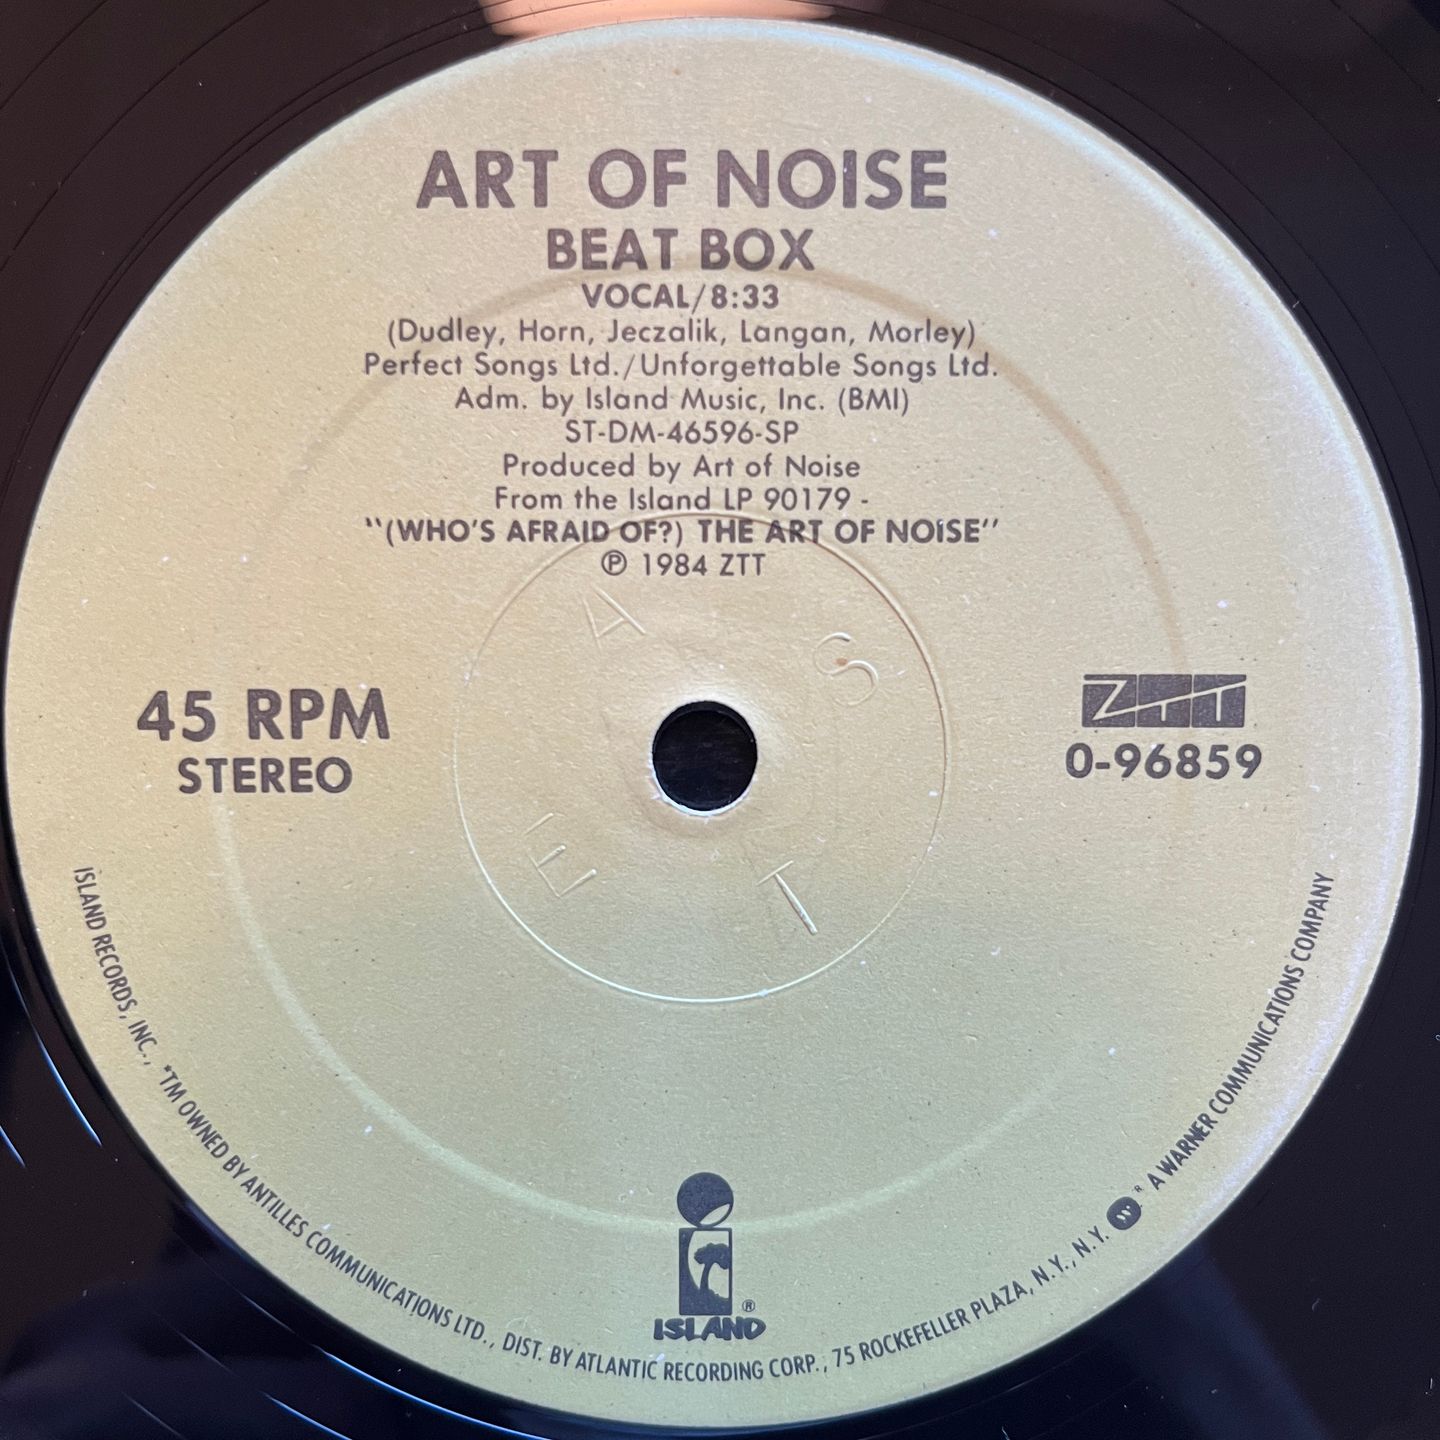 ART OF NOISE
BEAT BOX
VOCAL/8:33
(Dudley, Horn, Jeczalik, Langan, Morley)
Perfect Songs Ltd./Unforgettable Songs Ltd.
Adm. by Island Music, Inc. (BMI)
ST-DM-46596-SP
Produced by Art of Noise
From the Island LP 90179 -
"(WHO'S AFRAID OF?) THE ART OF NOISE"
℗ 1984 ZTT
EAST
45 RPM
STEREO
ZTT
0-96859
ISLAND®
ISLAND RECORDS, INC., *TM OWNED BY ANTILLES COMMUNICATIONS LTD., DIST. BY ATLANTIC RECORDING CORP., 75 ROCKEFELLER PLAZA, N.Y., N.Y. ® A WARNER COMMUNICATIONS COMPANY